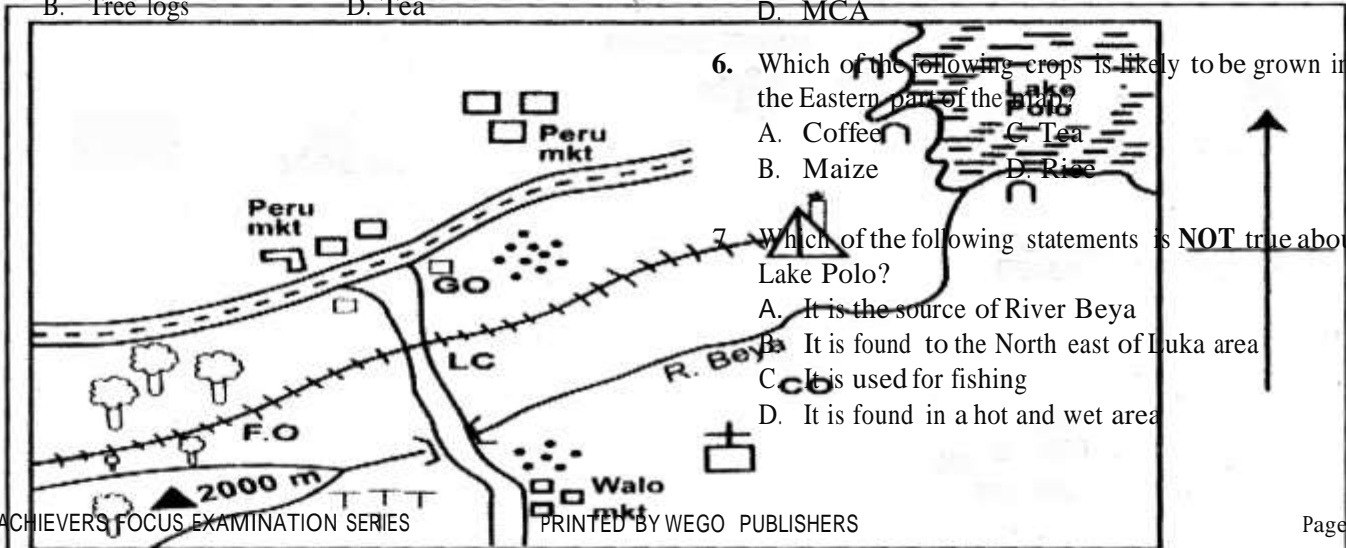 B. Tree logs D. Tea
D. MCA
6. Which of the following crops is likely to be grown in
the Eastern part of the map?
A. Coffee C. Tea
B. Maize D. Rice
7. Which of the following statements is NOT true abou
Lake Polo?
A. It is the source of River Beya
B. It is found to the North east of Luka area
C. It is used for fishing
D. It is found in a hot and wet area
Lake
Polo
Peru
mkt
Peru
mkt
GO
LC
R. Beya
CO
F.O
2000 m
Walo
mkt
ACHIEVERS FOCUS EXAMINATION SERIES PRINTED BY WEGO PUBLISHERS Page